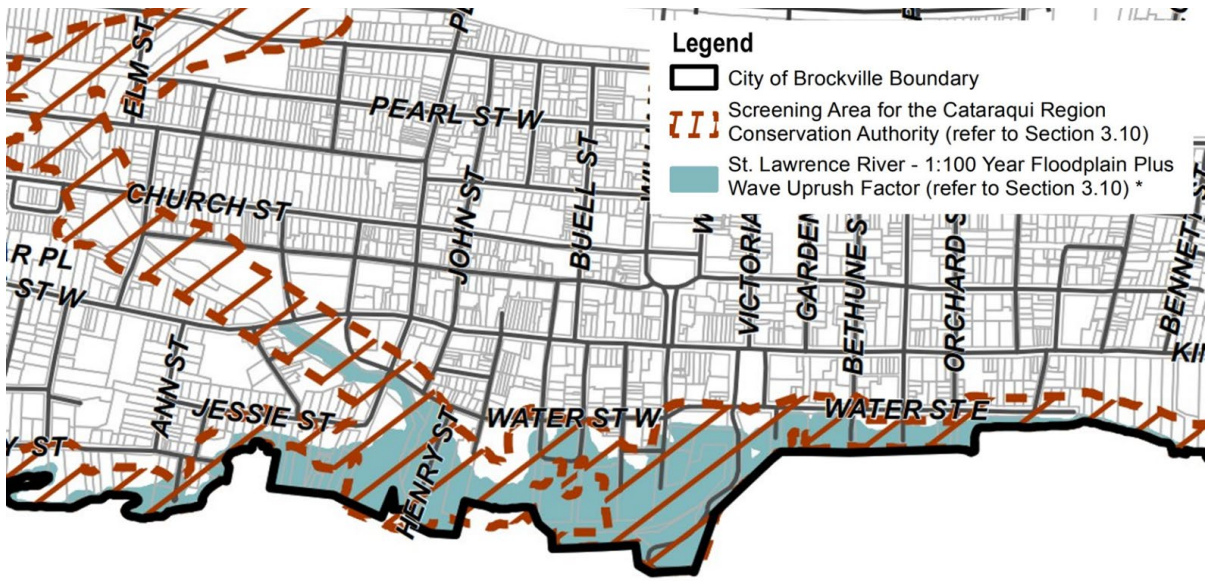 Legend
City of Brockville Boundary
Screening Area for the Cataraqui Region
Conservation Authority (refer to Section 3.10)
St. Lawrence River - 1:100 Year Floodplain Plus
Wave Uprush Factor (refer to Section 3.10) *
ELM ST
PEARL ST W
CHURCH ST
JOHN ST
BUELL ST
VICTORIA
GARDEN
BETHUNE S
ORCHARD S
BENNETT ST
R PL
ST W
ANN ST
JESSIE ST
HENRY ST
WATER ST W
WATER ST E
KI
Y ST
W